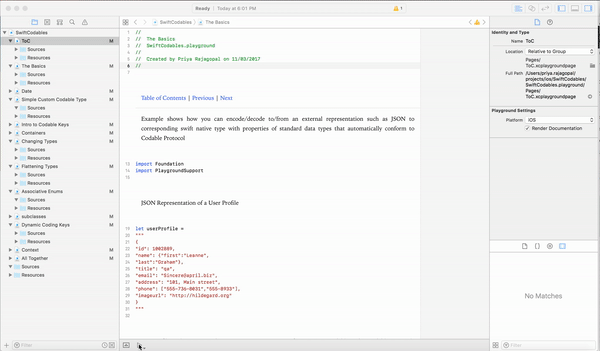 Ready | Today at 6:01 PM
1
SwiftCodables
ToC M
Sources
Resources
The Basics M
Sources
Resources
Date M
Simple Custom Codable Type M
Sources
Resources
Intro to Codable Keys M
Containers M
Changing Types M
Sources
Resources
Flattening Types M
Sources
Resources
Associative Enums M
Sources
Resources
subclasses M
Dynamic Coding Keys M
Sources
Resources
Context M
All Together M
Sources
Resources
Filter
SwiftCodables The Basics
1 //
2 // The Basics
3 // SwiftCodables.playground
4 //
5 // Created by Priya Rajagopal on 11/03/2017
6 //
7
Table of Contents | Previous | Next
Example shows how you can encode/decode to/from an external representation such as JSON to
corresponding swift native type with properties of standard data types that automatically conform to
Codable Protocol
13 import Foundation
14 import PlaygroundSupport
15
JSON Representation of a User Profile
19 let userProfile =
20 """
21 {
22 "id": 1002889,
23 "name": {"first":"Leanne",
24 "last":"Graham"},
25 "title": "qa",
26 "email": "Sincere@april.biz",
27 "address": "101, Main street",
28 "phone": ["555-736-8031","555-8933"],
29 "imageurl": "http://hildegard.org"
30 }
31 """
32
Identity and Type
Name ToC
Location Relative to Group
Pages/
ToC.xcplaygroundpage
Full Path /Users/priya.rajagopal/
projects/ios/SwiftCodables/
SwiftCodables.playground/
Pages/
ToC.xcplaygroundpage
Playground Settings
Platform iOS
Render Documentation
No Matches
Filter